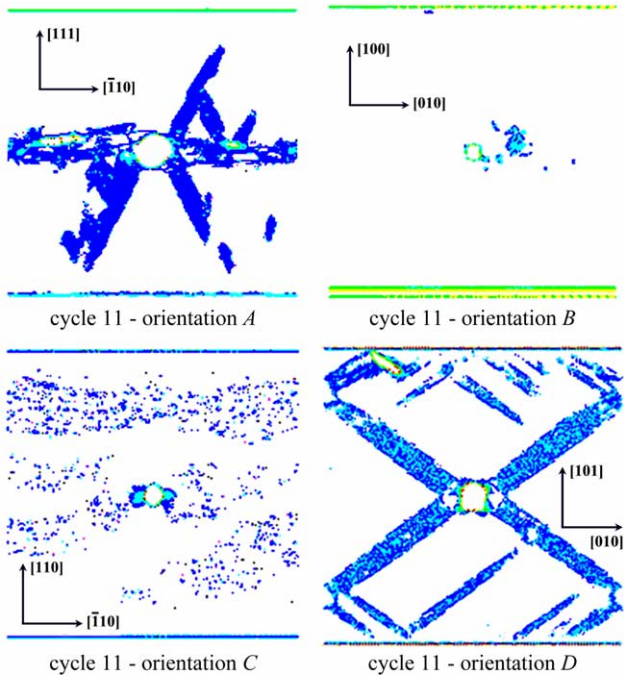 [111]
[1̅10]
cycle 11 - orientation A
[100]
[010]
cycle 11 - orientation B
[110]
[1̅10]
cycle 11 - orientation C
[101]
[010]
cycle 11 - orientation D